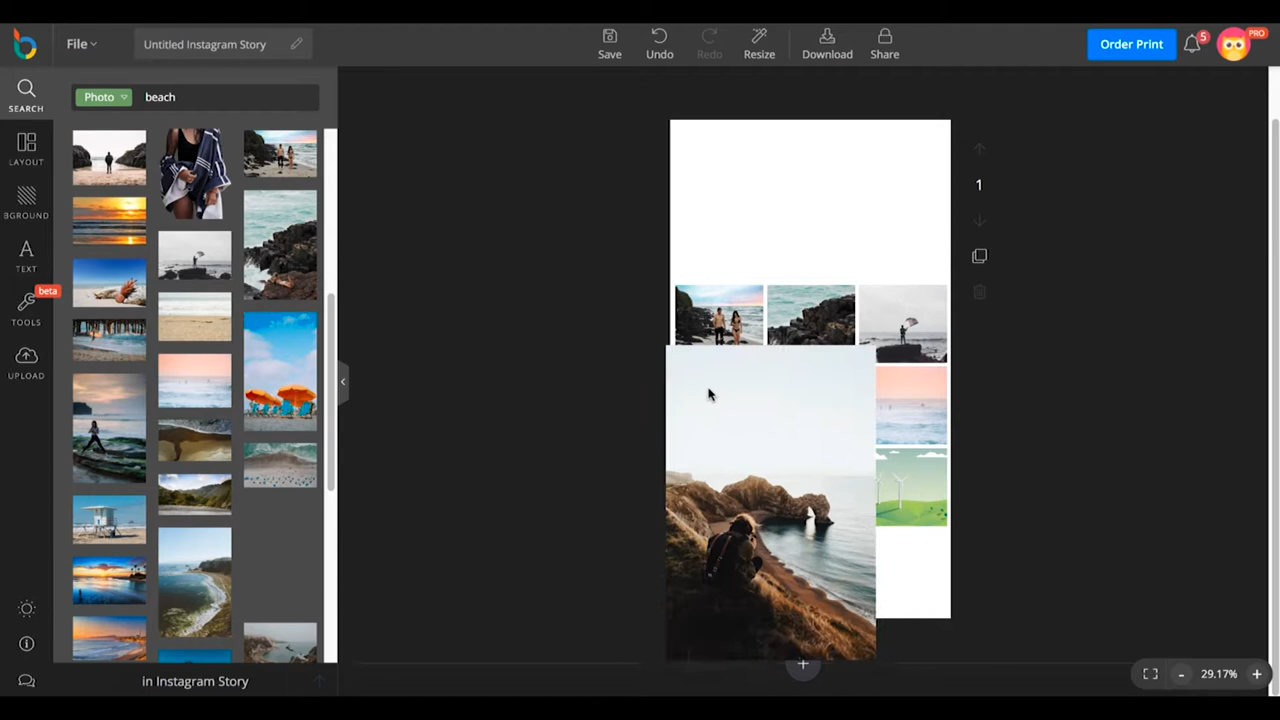 File
Untitled Instagram Story
Save
Undo
Redo
Resize
Download
Share
Order Print
5
PRO
SEARCH
Photo
beach
LAYOUT
BGROUND
A
TEXT
beta
TOOLS
UPLOAD
1
in Instagram Story
+
- 29.17% +